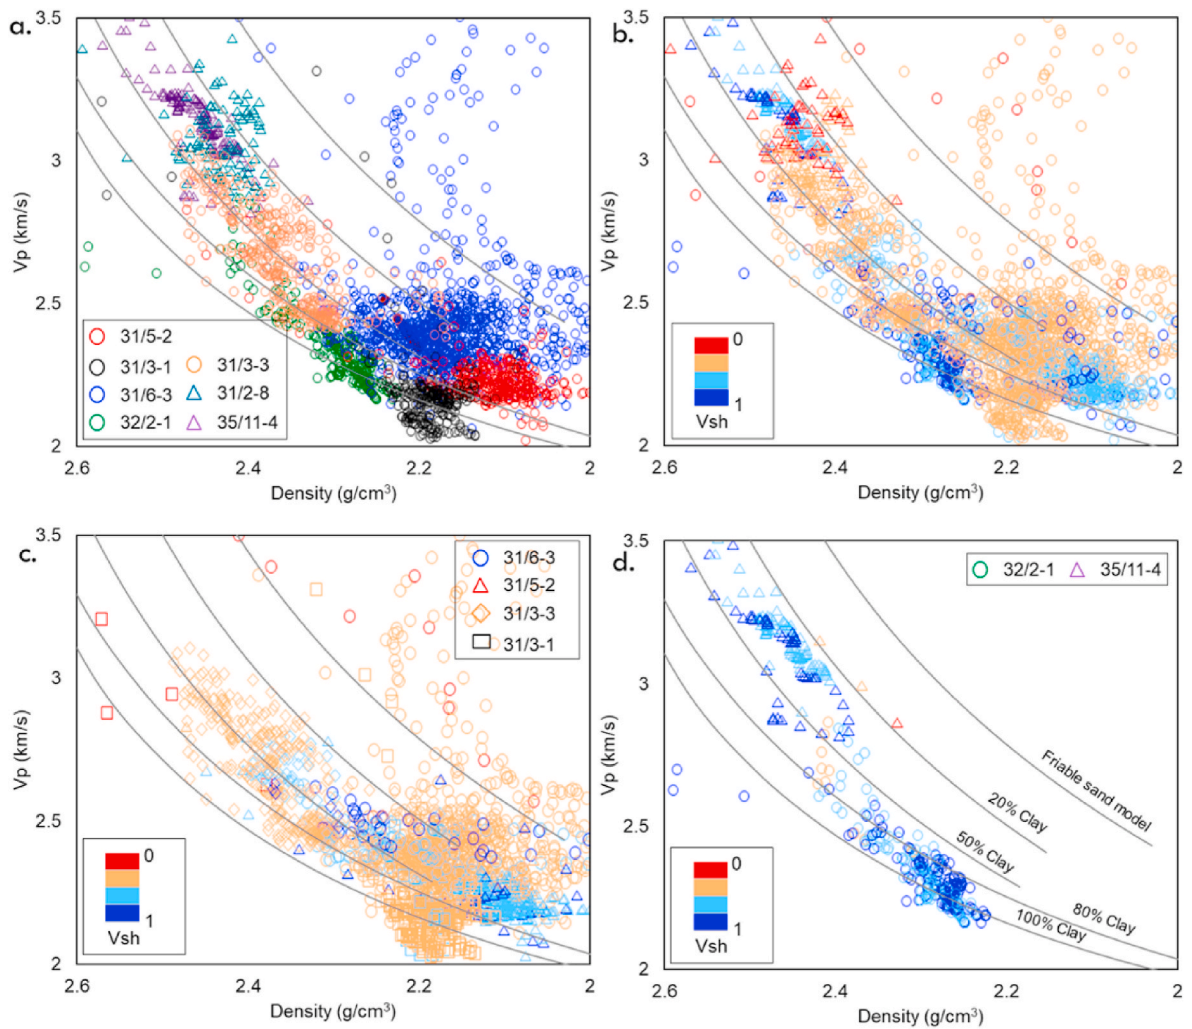 a.
3.5
3
2.5
2
Vp (km/s)
2.6
2.4
2.2
2
Density (g/cm³)
31/5-2
31/3-1
31/6-3
32/2-1
31/3-3
31/2-8
35/11-4
b.
3.5
3
2.5
2
Vp (km/s)
2.6
2.4
2.2
2
Density (g/cm³)
0
1
Vsh
c.
3.5
3
2.5
2
Vp (km/s)
2.6
2.4
2.2
2
Density (g/cm³)
31/6-3
31/5-2
31/3-3
31/3-1
0
1
Vsh
d.
3.5
3
2.5
2
Vp (km/s)
2.6
2.4
2.2
2
Density (g/cm³)
32/2-1
35/11-4
Friable sand model
20% Clay
50% Clay
80% Clay
100% Clay
0
1
Vsh